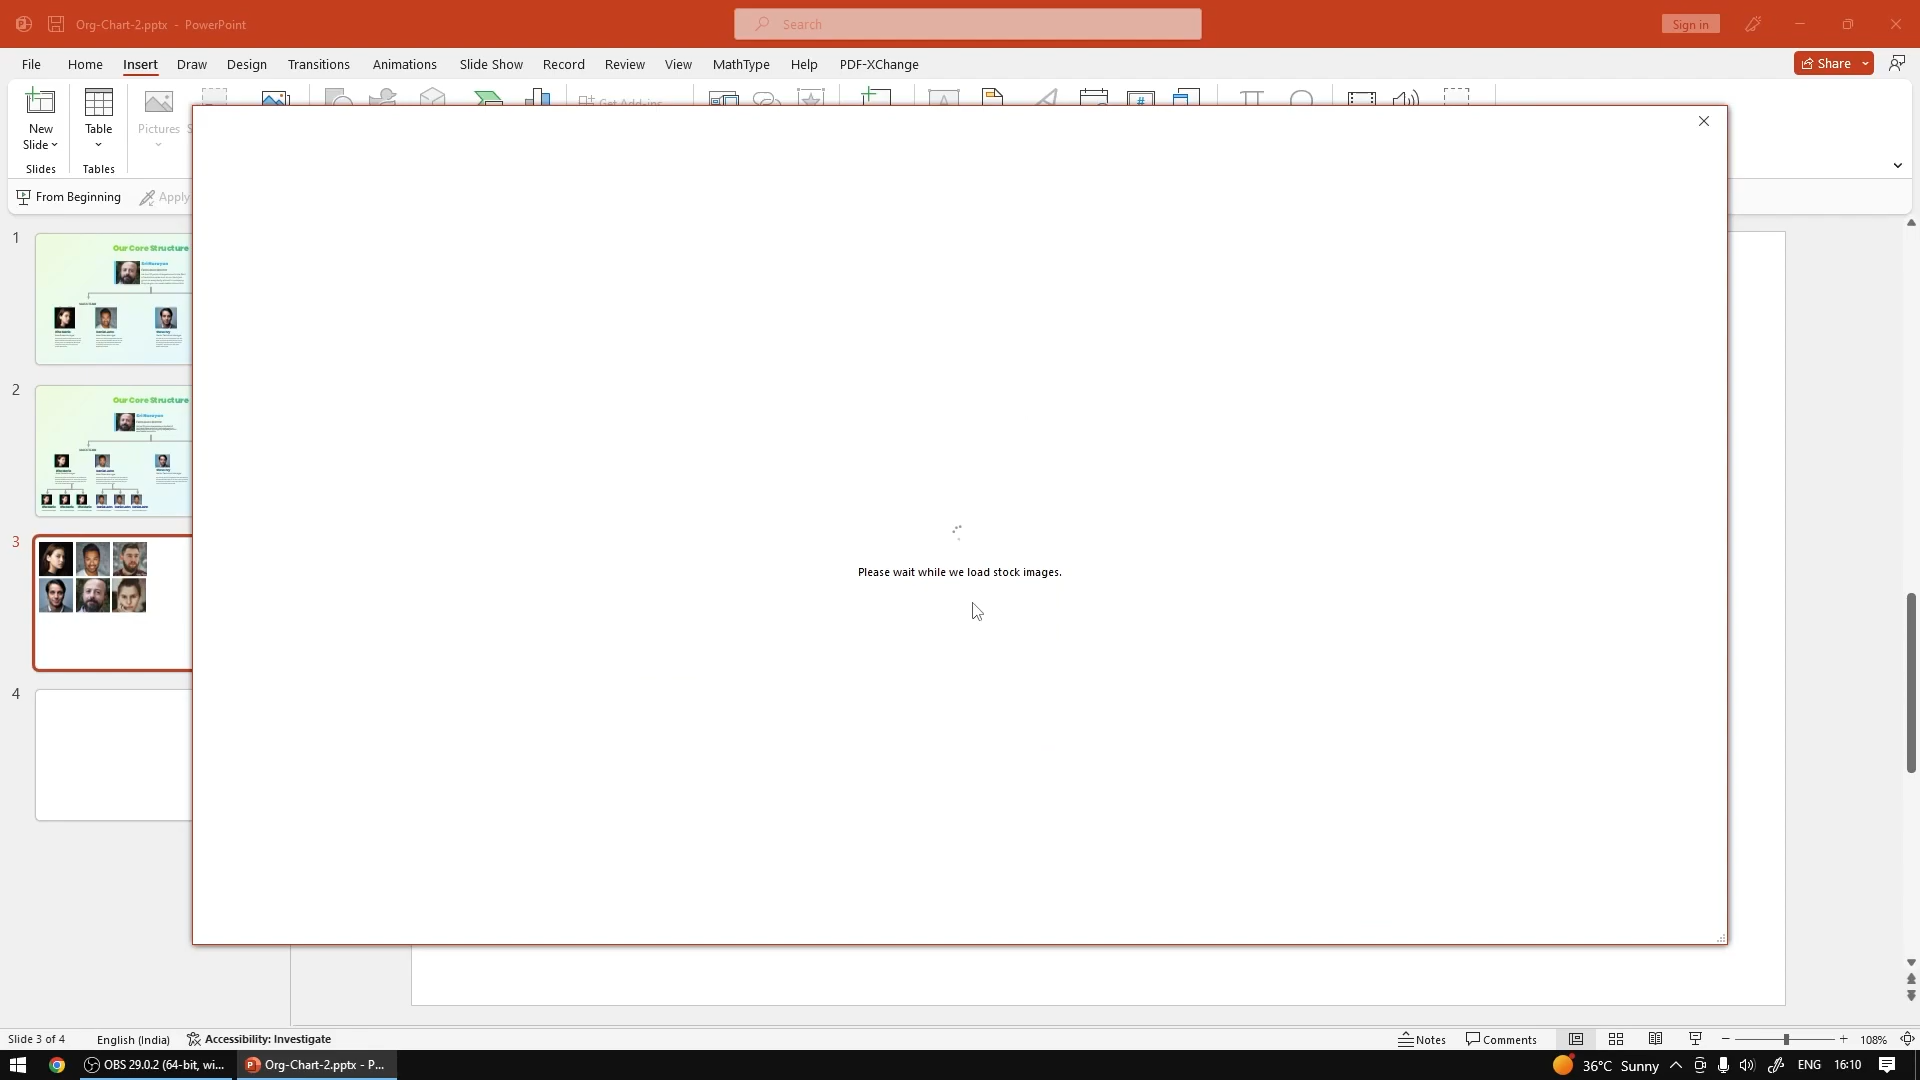 Org-Chart-2.pptx - PowerPoint
Search
Sign in
File Home Insert Draw Design Transitions Animations Slide Show Record Review View MathType Help PDF-XChange
Share
New Slide
Table
Pictures
S
Get Add-ins
Slides
Tables
From Beginning
Apply
1
Our Core Structure
2
Our Core Structure
3
4
Please wait while we load stock images.
Slide 3 of 4
English (India)
Accessibility: Investigate
Notes
Comments
108%
OBS 29.0.2 (64-bit, wi...
Org-Chart-2.pptx - P...
36°C Sunny
ENG
16:10